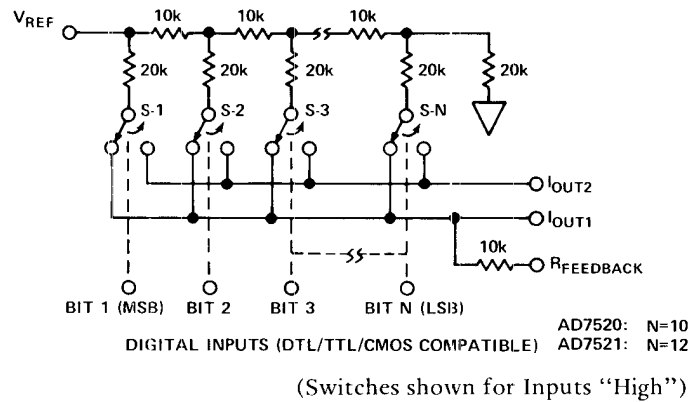 VREF
10k 10k 10k
20k 20k 20k 20k 20k
S-1 S-2 S-3 S-N
IOUT2
IOUT1
10k
RFEEDBACK
BIT 1 (MSB) BIT 2 BIT 3 BIT N (LSB)
AD7520: N=10
DIGITAL INPUTS (DTL/TTL/CMOS COMPATIBLE) AD7521: N=12
(Switches shown for Inputs “High”)